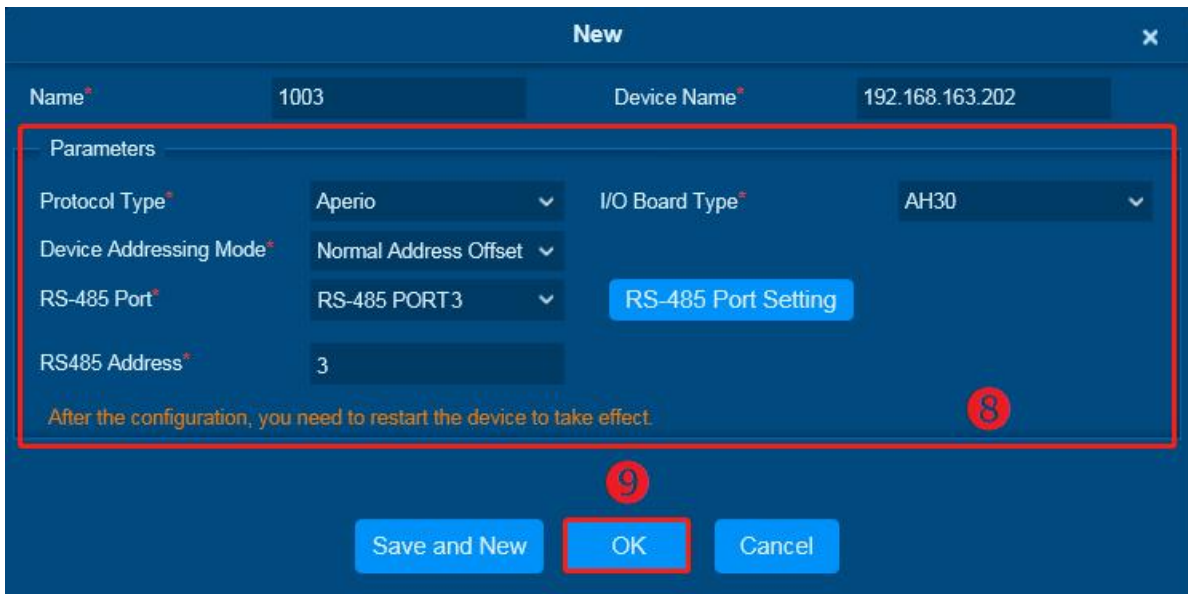 New ×
Name* 1003 Device Name* 192.168.163.202
Parameters
Protocol Type* Aperio I/O Board Type* AH30
Device Addressing Mode* Normal Address Offset
RS-485 Port* RS-485 PORT3 RS-485 Port Setting
RS485 Address* 3
After the configuration, you need to restart the device to take effect.
8
9
Save and New OK Cancel